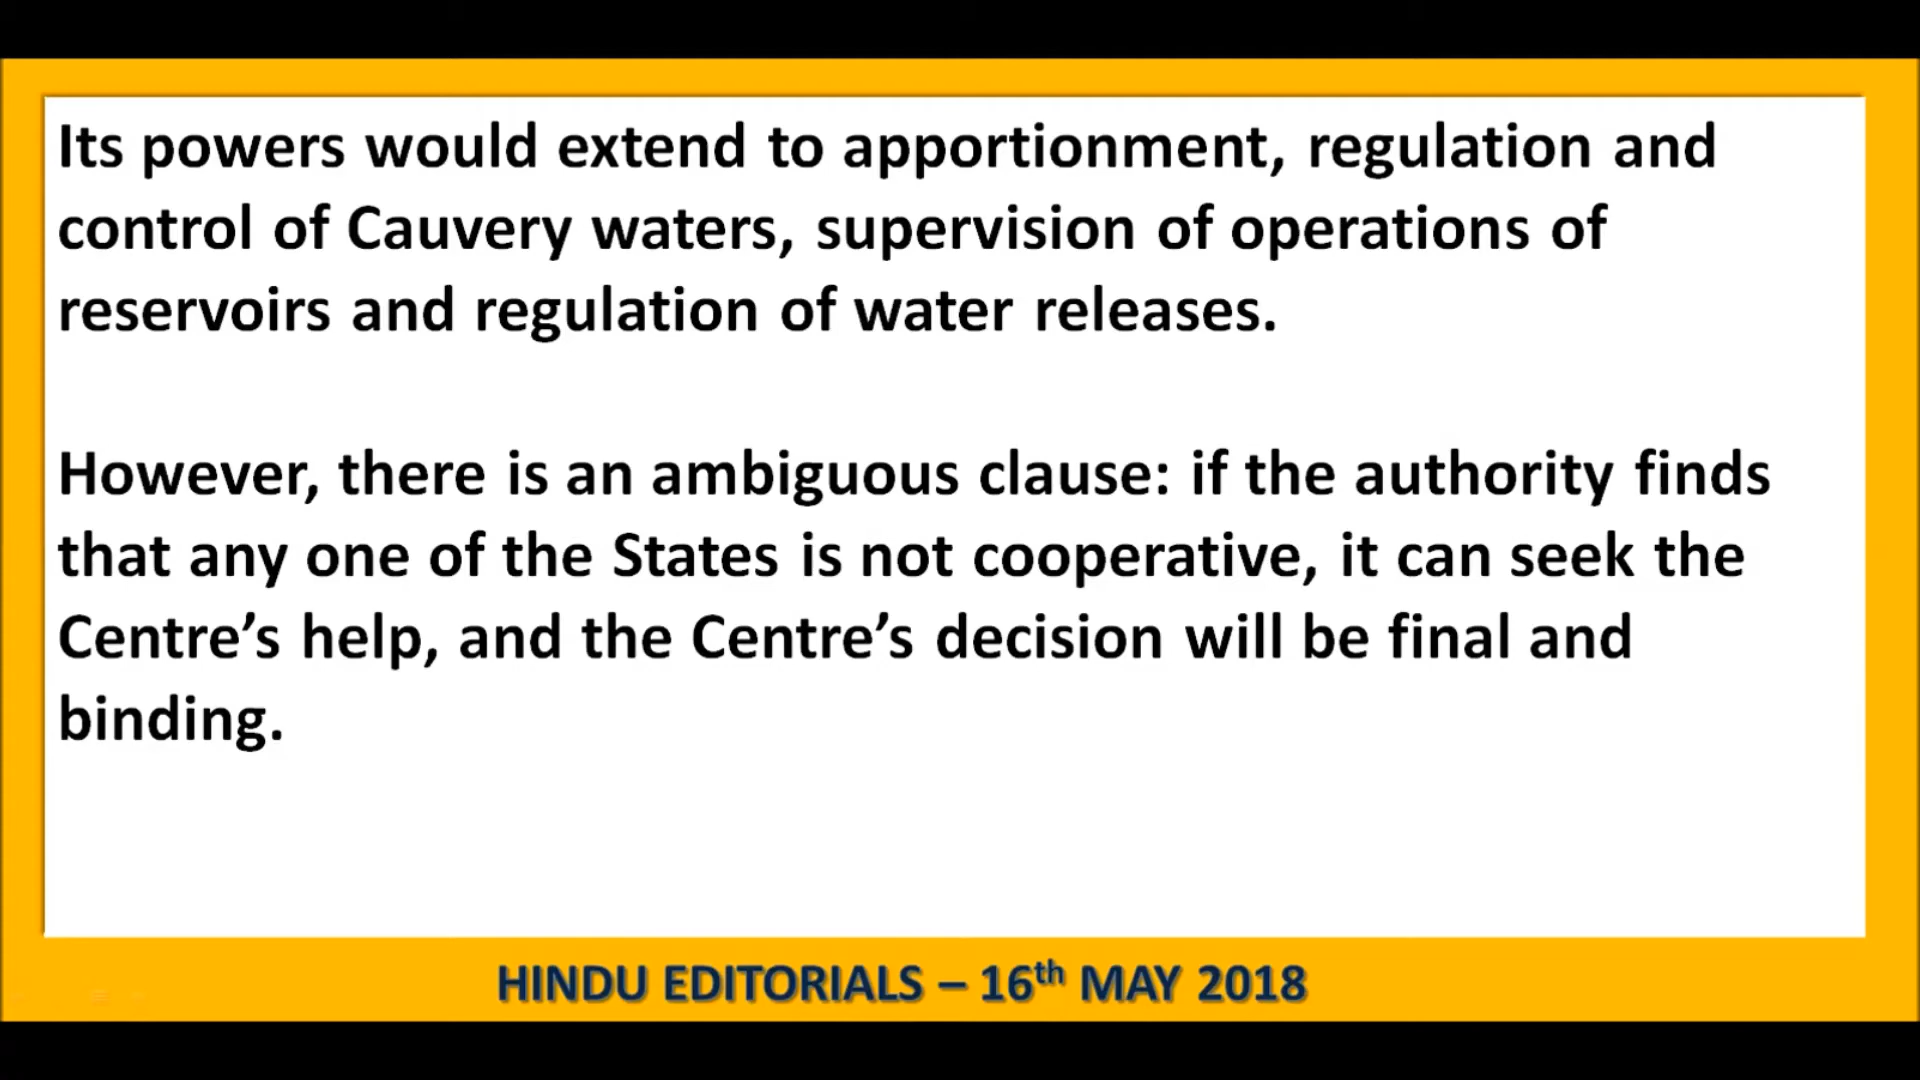 Its powers would extend to apportionment, regulation and
control of Cauvery waters, supervision of operations of
reservoirs and regulation of water releases.
However, there is an ambiguous clause: if the authority finds
that any one of the States is not cooperative, it can seek the
Centre’s help, and the Centre’s decision will be final and
binding.
HINDU EDITORIALS – 16th MAY 2018